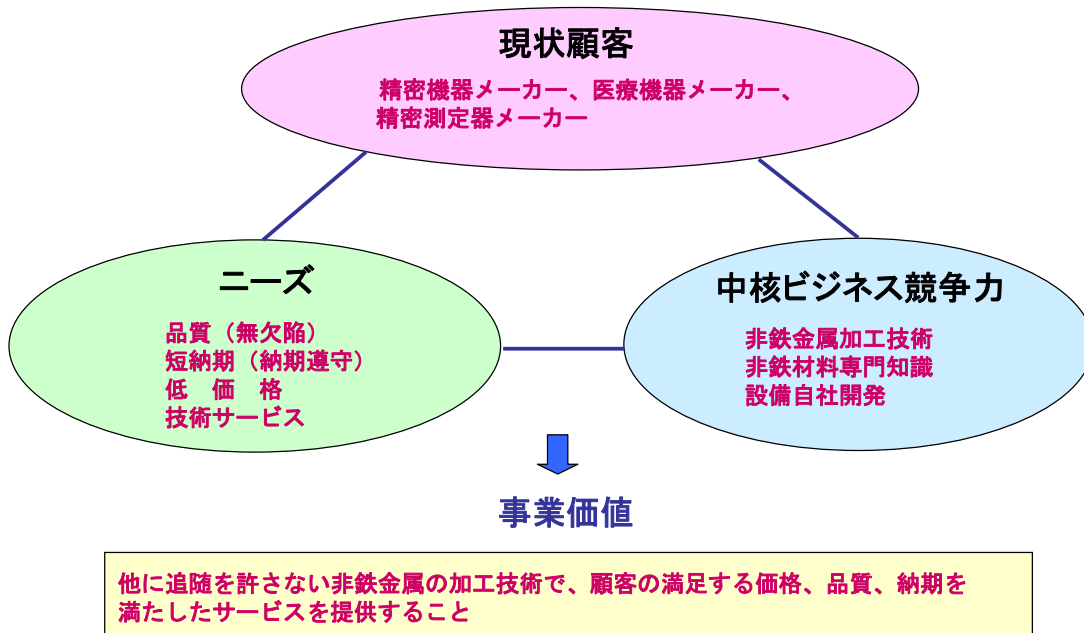 現状顧客
精密機器メーカー、医療機器メーカー、
精密測定器メーカー
ニーズ
品質（無欠陥）
短納期（納期遵守）
低　価　格
技術サービス
中核ビジネス競争力
非鉄金属加工技術
非鉄材料専門知識
設備自社開発
事業価値
他に追随を許さない非鉄金属の加工技術で、顧客の満足する価格、品質、納期を
満たしたサービスを提供すること